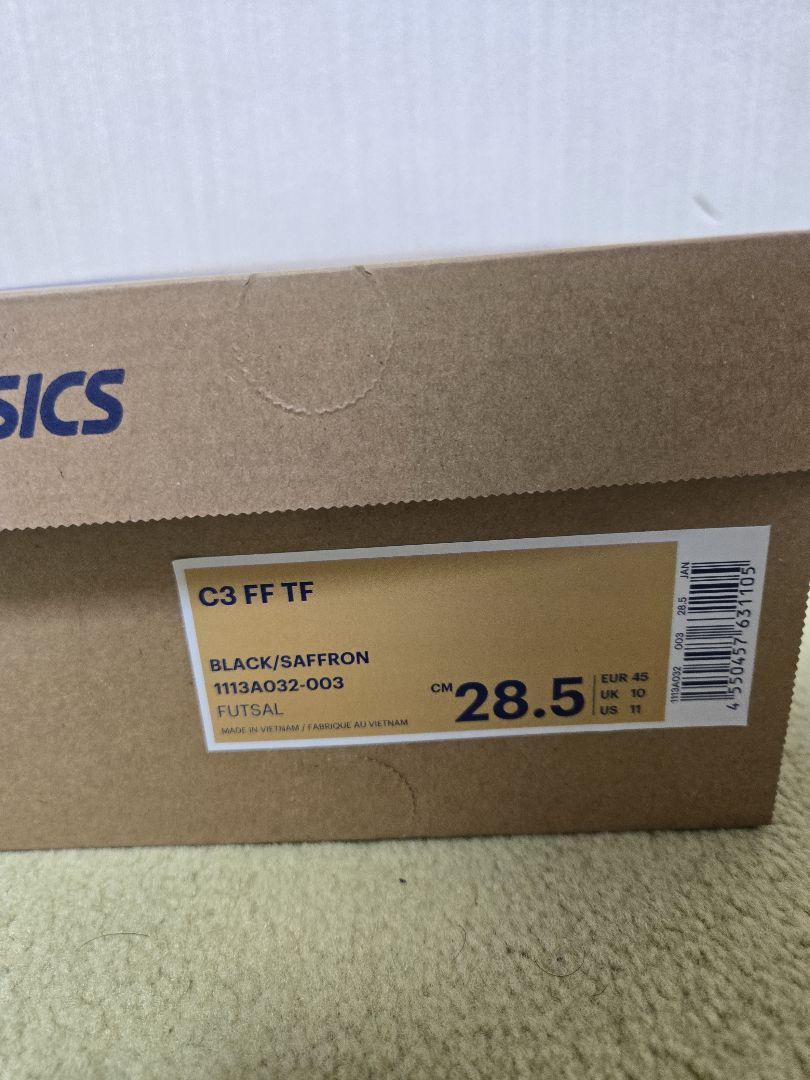 SICS
C3 FF TF
BLACK/SAFFRON
1113A032-003
FUTSAL
MADE IN VIETNAM / FABRIQUE AU VIETNAM
CM 28.5
EUR 45
UK 10
US 11
1113A032 003 28.5 JAN
4 550457 631105